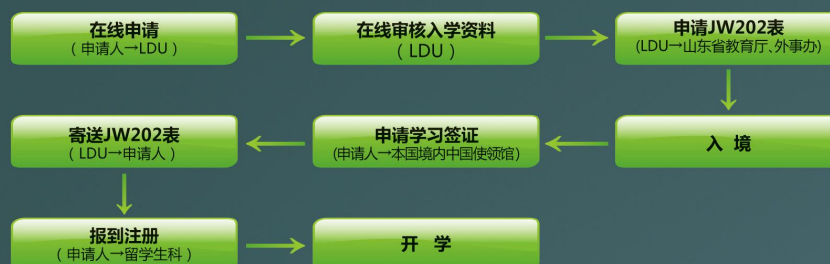 在线申请
（申请人→LDU）
在线审核入学资料
（LDU）
申请JW202表
(LDU→山东省教育厅、外事办)
寄送JW202表
（LDU→申请人）
申请学习签证
(申请人→本国境内中国使领馆)
入 境
报到注册
（申请人→留学生科）
开 学